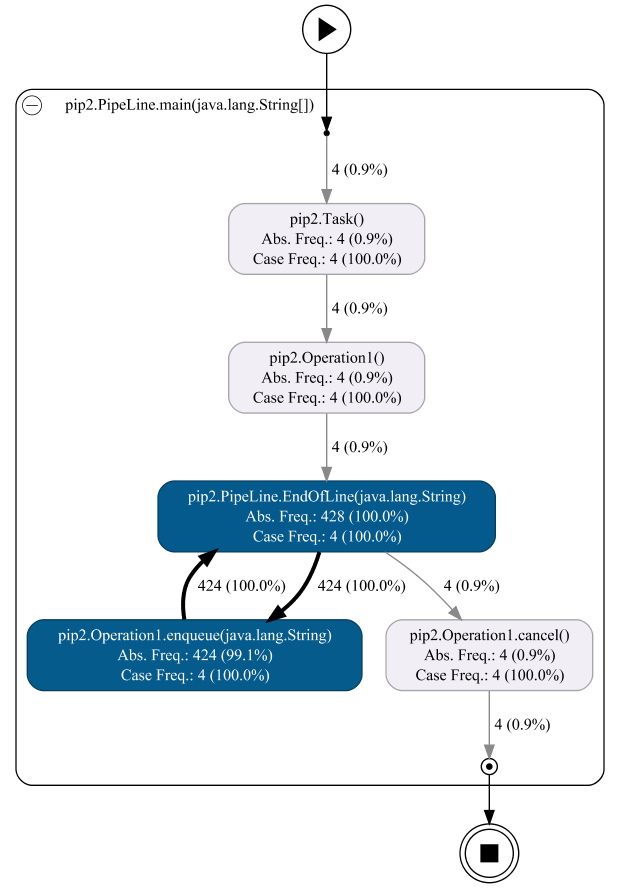 pip2.PipeLine.main(java.lang.String[])
4 (0.9%)
pip2.Task()
Abs. Freq.: 4 (0.9%)
Case Freq.: 4 (100.0%)
4 (0.9%)
pip2.Operation1()
Abs. Freq.: 4 (0.9%)
Case Freq.: 4 (100.0%)
4 (0.9%)
pip2.PipeLine.EndOfLine(java.lang.String)
Abs. Freq.: 428 (100.0%)
Case Freq.: 4 (100.0%)
424 (100.0%)
424 (100.0%)
4 (0.9%)
pip2.Operation1.enqueue(java.lang.String)
Abs. Freq.: 424 (99.1%)
Case Freq.: 4 (100.0%)
pip2.Operation1.cancel()
Abs. Freq.: 4 (0.9%)
Case Freq.: 4 (100.0%)
4 (0.9%)